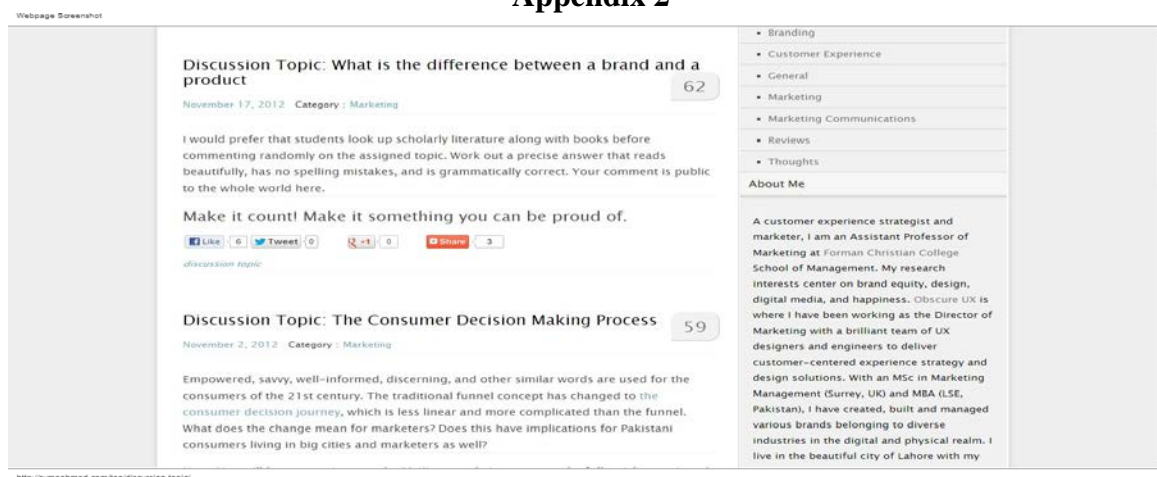 Appendix 2
Webpage Screenshot
Discussion Topic: What is the difference between a brand and a
product
62
November 17, 2012 Category : Marketing
I would prefer that students look up scholarly literature along with books before
commenting randomly on the assigned topic. Work out a precise answer that reads
beautifully, has no spelling mistakes, and is grammatically correct. Your comment is public
to the whole world here.
Make it count! Make it something you can be proud of.
Like 6 Tweet 0 +1 0 Share 3
discussion topic
Discussion Topic: The Consumer Decision Making Process
59
November 2, 2012 Category : Marketing
Empowered, savvy, well-informed, discerning, and other similar words are used for the
consumers of the 21st century. The traditional funnel concept has changed to the
consumer decision journey, which is less linear and more complicated than the funnel.
What does the change mean for marketers? Does this have implications for Pakistani
consumers living in big cities and marketers as well?
Branding
Customer Experience
General
Marketing
Marketing Communications
Reviews
Thoughts
About Me
A customer experience strategist and
marketer, I am an Assistant Professor of
Marketing at Forman Christian College
School of Management. My research
interests center on brand equity, design,
digital media, and happiness. Obscure UX is
where I have been working as the Director of
Marketing with a brilliant team of UX
designers and engineers to deliver
customer-centered experience strategy and
design solutions. With an MSc in Marketing
Management (Surrey, UK) and MBA (LSE,
Pakistan), I have created, built and managed
various brands belonging to diverse
industries in the digital and physical realm. I
live in the beautiful city of Lahore with my